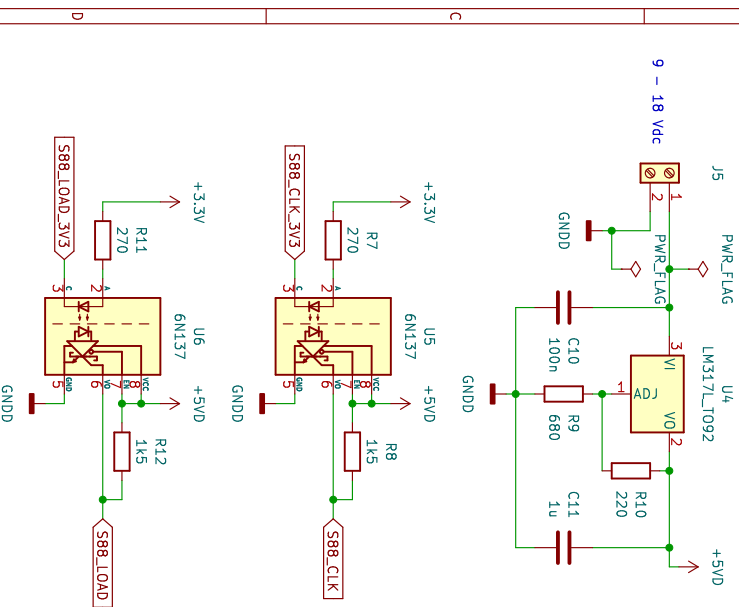 D
C
9 - 18 Vdc
J5
1
2
GNDD
PWR_FLAG
PWR_FLAG
U4
LM317L_TO92
3
VI
1
ADJ
VO
2
C10
100n
R9
680
R10
220
C11
1u
+5VD
GNDD
+3.3V
R7
270
S88_CLK_3V3
U5
6N137
2
A
3
C
VCC
8
EN
7
VO
6
GND
5
+5VD
GNDD
R8
1k5
S88_CLK
+3.3V
R11
270
S88_LOAD_3V3
U6
6N137
2
A
3
C
VCC
8
EN
7
VO
6
GND
5
+5VD
GNDD
R12
1k5
S88_LOAD